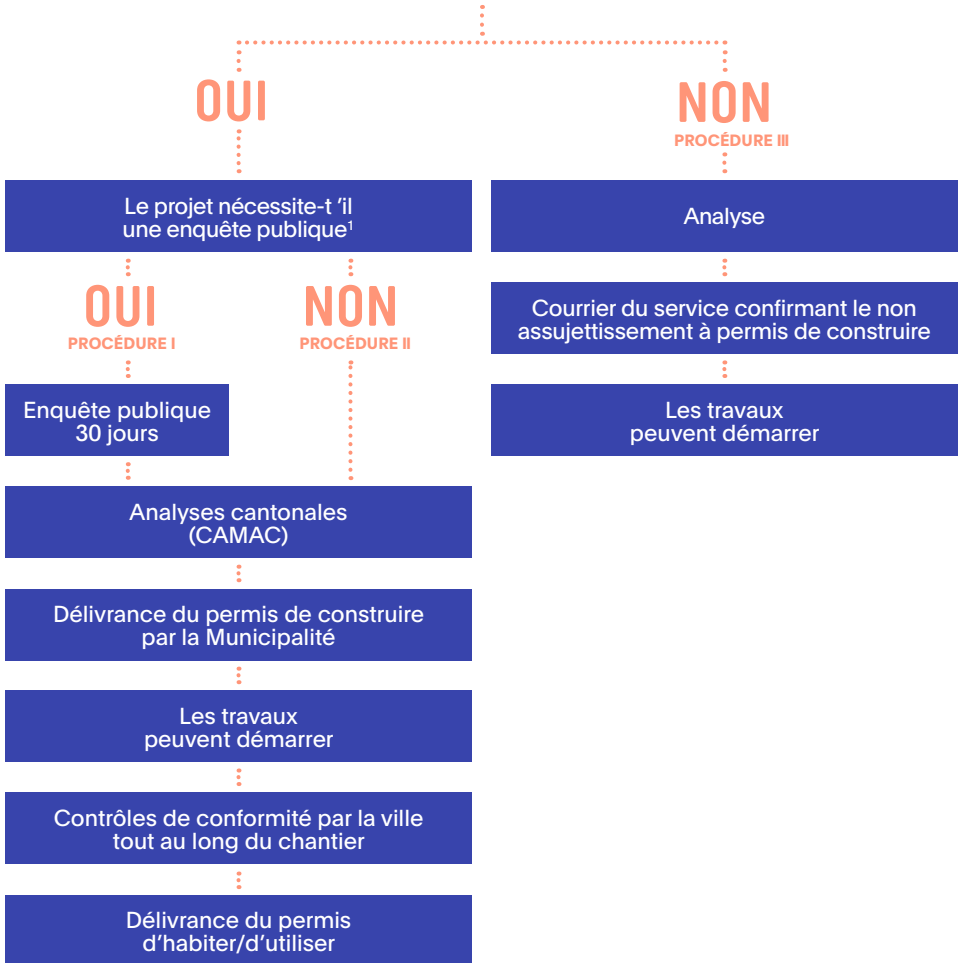 OUI
Le projet nécessite-t ’il
une enquête publique¹
OUI
PROCÉDURE I
NON
PROCÉDURE II
Enquête publique
30 jours
Analyses cantonales
(CAMAC)
Délivrance du permis de construire
par la Municipalité
Les travaux
peuvent démarrer
Contrôles de conformité par la ville
tout au long du chantier
Délivrance du permis
d’habiter/d’utiliser
NON
PROCÉDURE III
Analyse
Courrier du service confirmant le non
assujettissement à permis de construire
Les travaux
peuvent démarrer